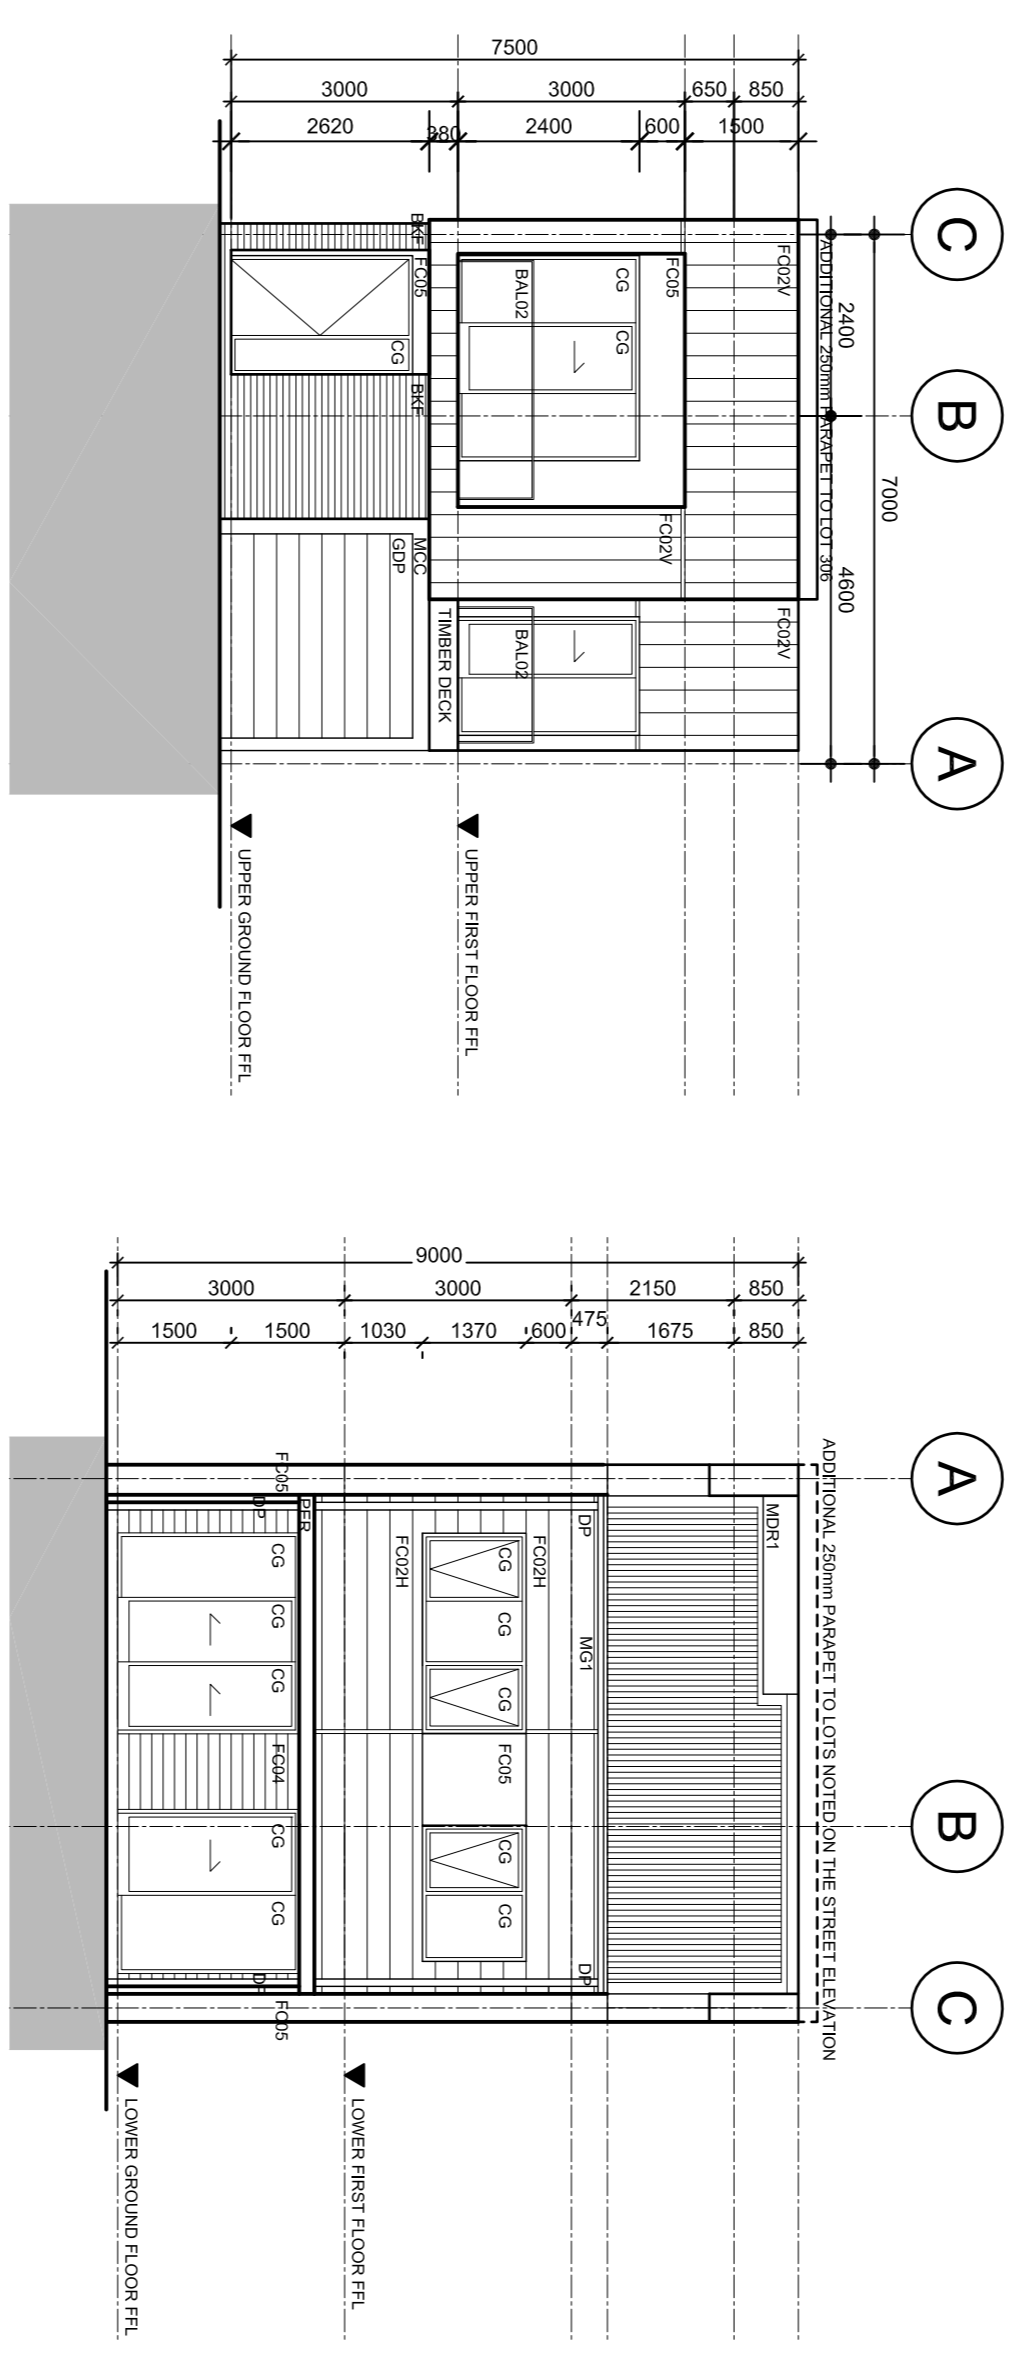 7500
3000
3000
650
850
2620
380
2400
600
1500
C
B
A
2400
4600
7000
ADDITIONAL 250mm PARAPET TO LOT 306
BKF
FC05
CG
BKF
BAL02
CG
CG
FC05
FC02V
FC02V
GDP
MCC
TIMBER DECK
BAL02
FC02V
UPPER GROUND FLOOR FFL
UPPER FIRST FLOOR FFL
9000
3000
3000
2150
850
1500
1500
1030
1370
600
475
1675
850
A
B
C
ADDITIONAL 250mm PARAPET TO LOTS NOTED ON THE STREET ELEVATION
FC05
DP
PER
DP
MDR1
CG
CG
CG
FC04
CG
CG
FC02H
FC02H
CG
CG
CG
MG1
FC05
CG
CG
DP
DP
FC05
LOWER GROUND FLOOR FFL
LOWER FIRST FLOOR FFL